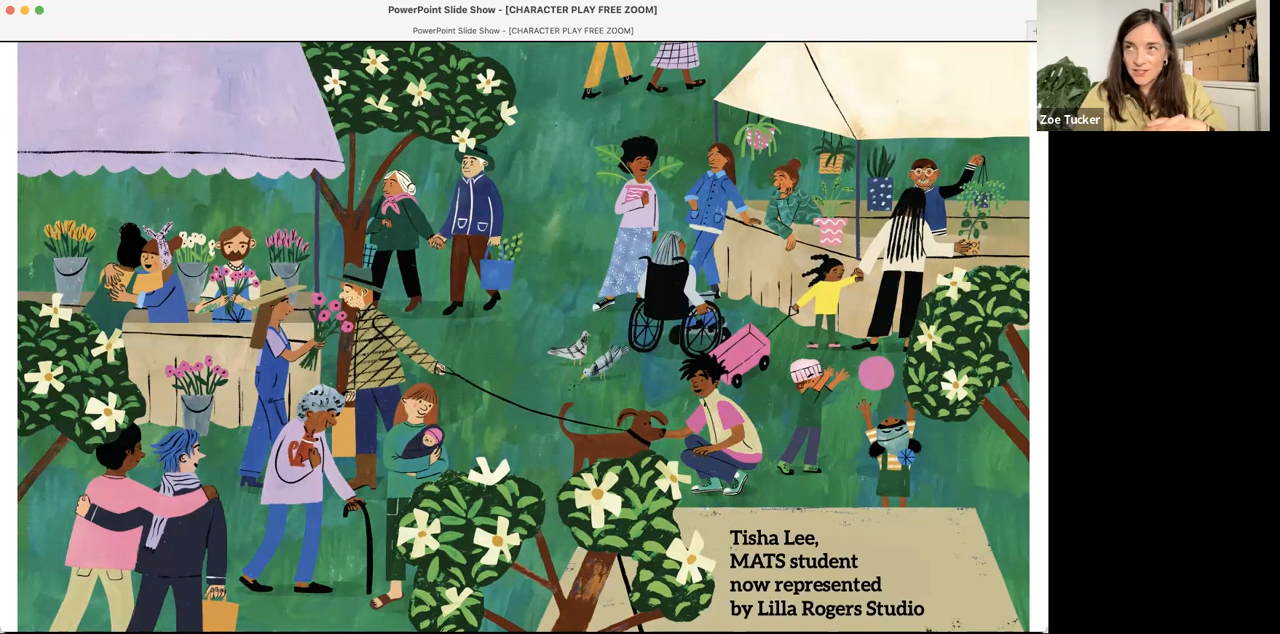 PowerPoint Slide Show - [CHARACTER PLAY FREE ZOOM]
PowerPoint Slide Show - [CHARACTER PLAY FREE ZOOM]
Zoe Tucker
Tisha Lee,
MATS student
now represented
by Lilla Rogers Studio